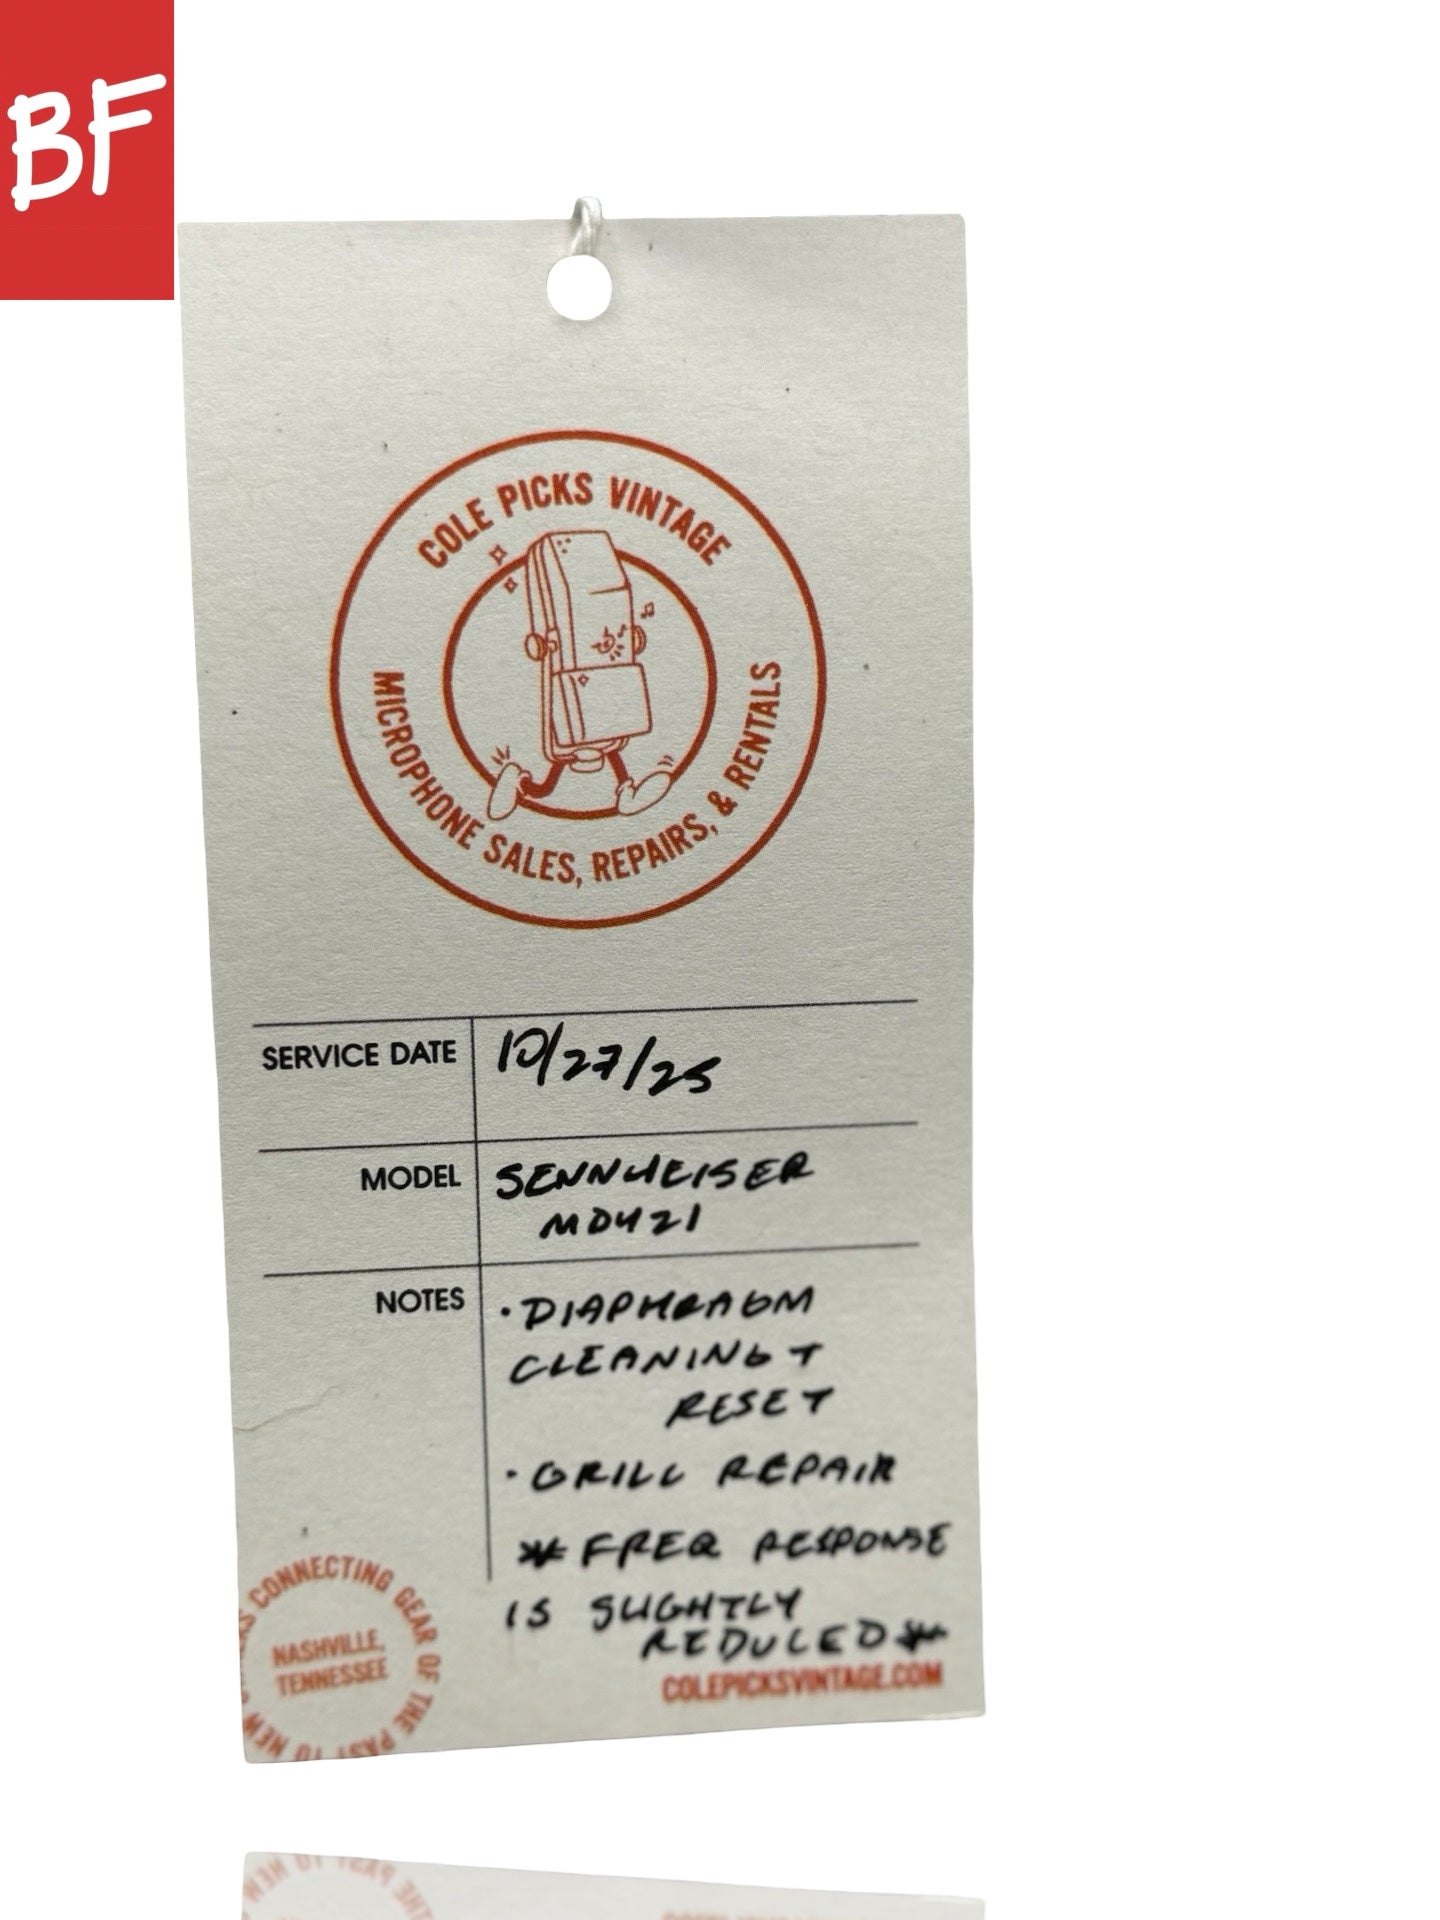 BF
COLE PICKS VINTAGE
MICROPHONE SALES, REPAIRS, & RENTALS
SERVICE DATE 10/27/25
MODEL SENNHEISER
MD421
NOTES • DIAPHRAGM
CLEANING +
RESET
• GRILL REPAIR
* FREQ RESPONSE
IS SLIGHTLY
REDUCED *
CONNECTING GEAR OF THE PAST TO NEW
NASHVILLE,
TENNESSEE
COLEPICKSVINTAGE.COM